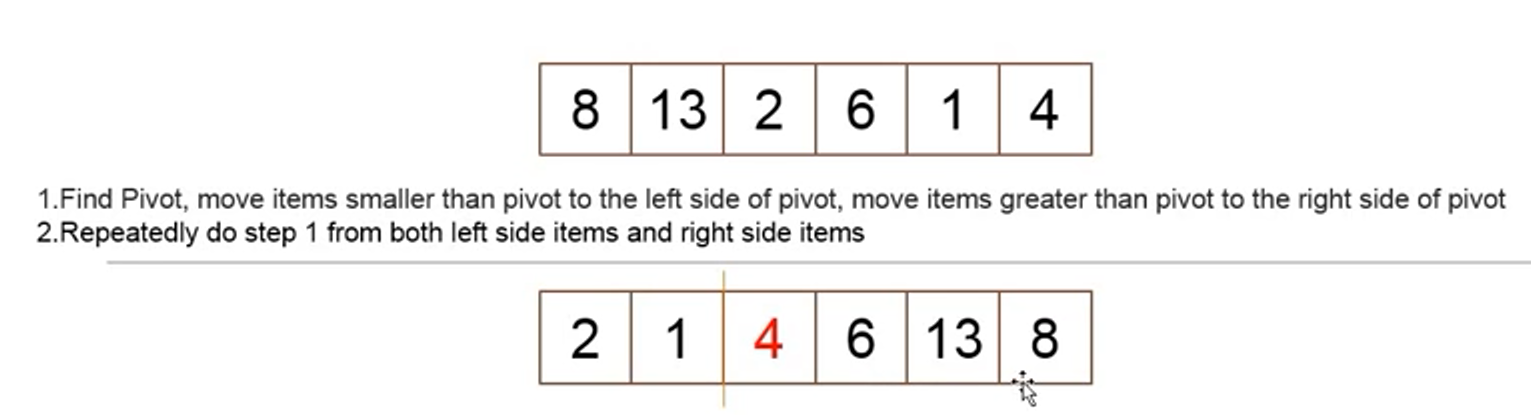 8 13 2 6 1 4
1.Find Pivot, move items smaller than pivot to the left side of pivot, move items greater than pivot to the right side of pivot
2.Repeatedly do step 1 from both left side items and right side items
2 1 4 6 13 8